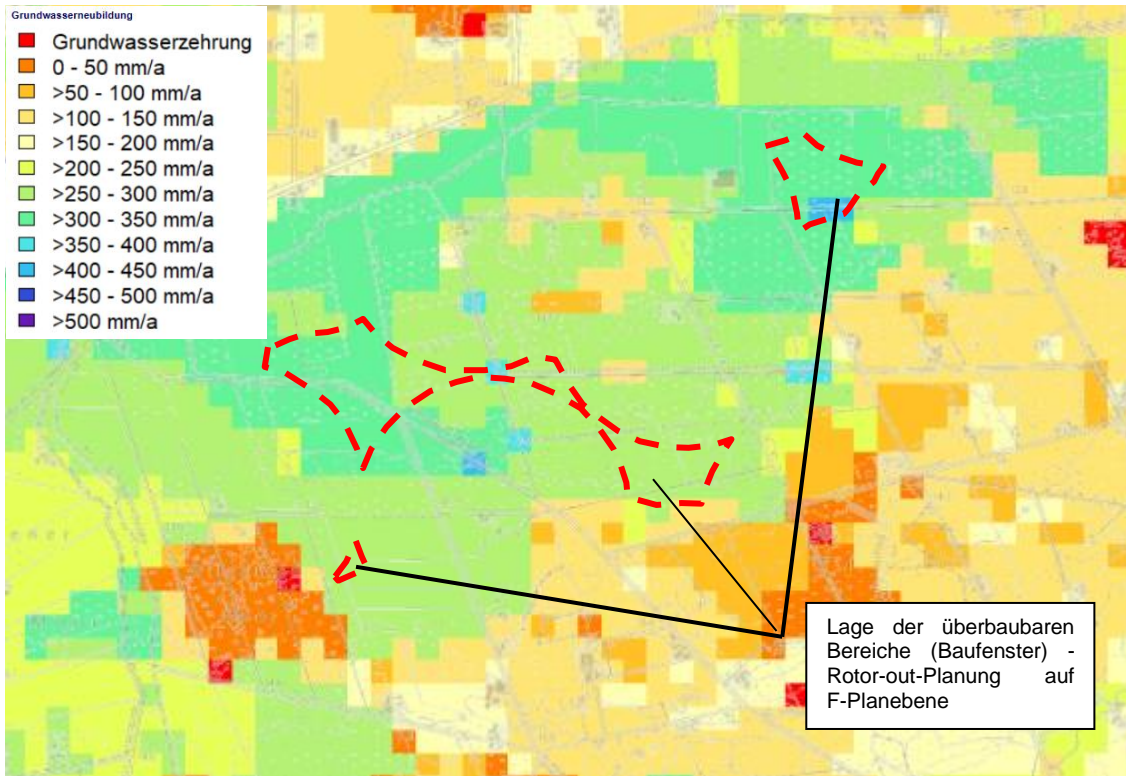 Grundwasserneubildung
Grundwasserzehrung
0 - 50 mm/a
>50 - 100 mm/a
>100 - 150 mm/a
>150 - 200 mm/a
>200 - 250 mm/a
>250 - 300 mm/a
>300 - 350 mm/a
>350 - 400 mm/a
>400 - 450 mm/a
>450 - 500 mm/a
>500 mm/a
Lage der überbaubaren
Bereiche (Baufenster) -
Rotor-out-Planung auf
F-Planebene